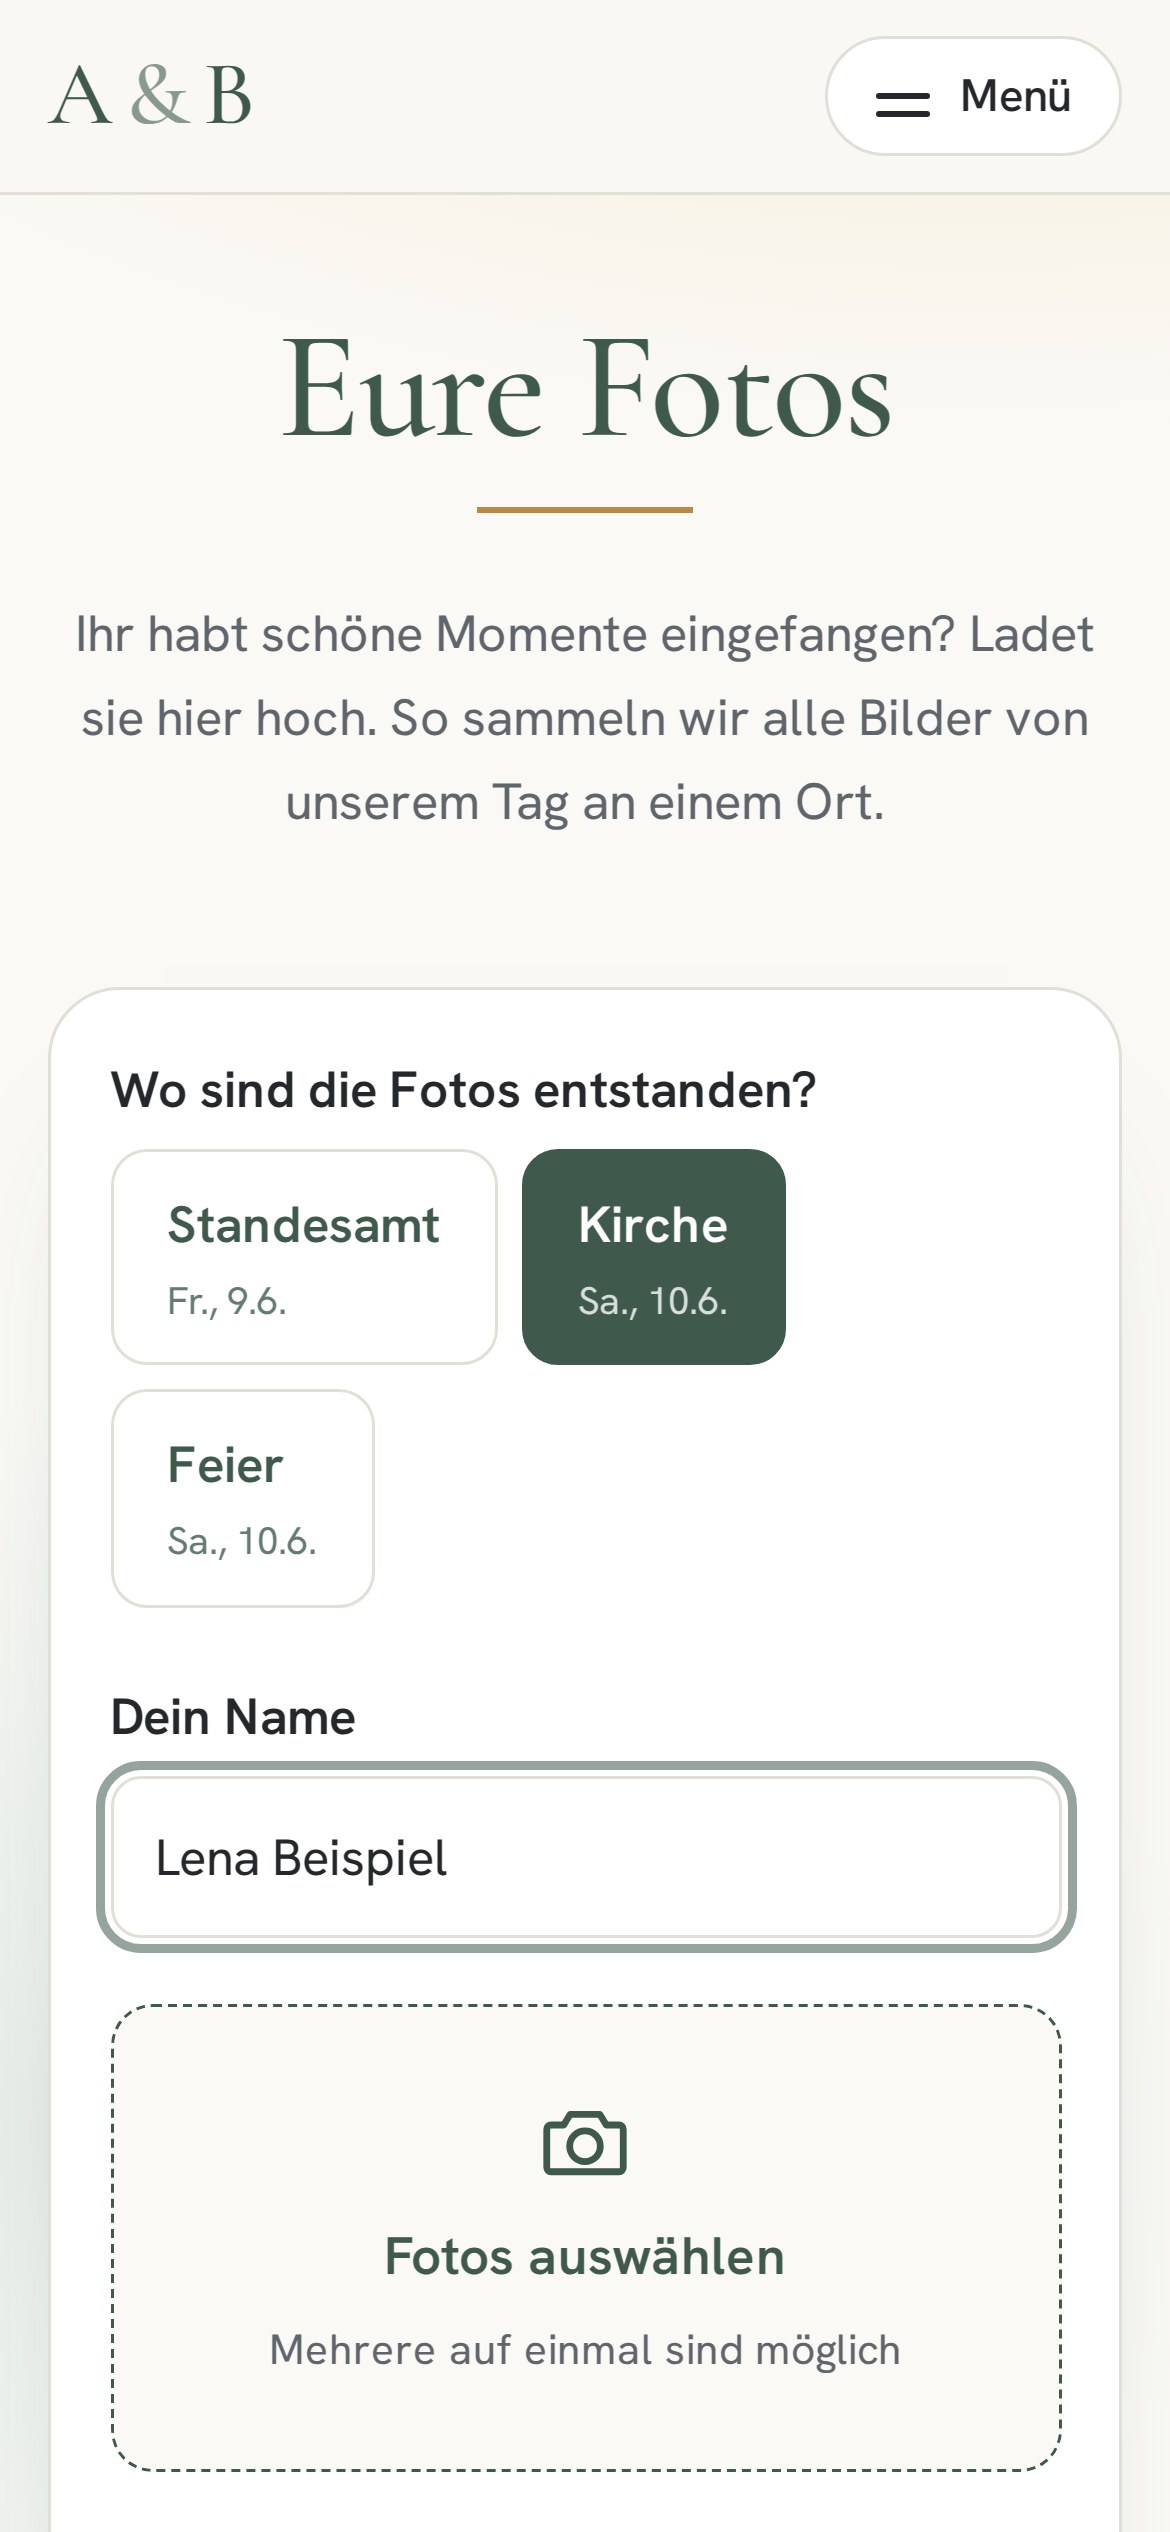 A & B
Menü
Eure Fotos
Ihr habt schöne Momente eingefangen? Ladet
sie hier hoch. So sammeln wir alle Bilder von
unserem Tag an einem Ort.
Wo sind die Fotos entstanden?
Standesamt
Fr., 9.6.
Kirche
Sa., 10.6.
Feier
Sa., 10.6.
Dein Name
Lena Beispiel
Fotos auswählen
Mehrere auf einmal sind möglich